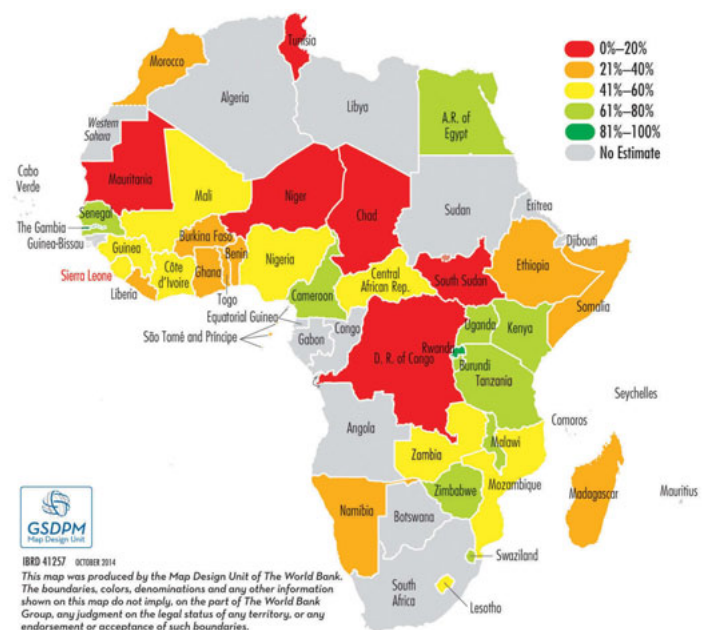 Tunisia
Morocco
Algeria
Libya
A.R. of
Egypt
Western
Sahara
Cabo
Verde
Mauritania
Mali
Niger
Chad
Sudan
Eritrea
Senegal
The Gambia
Guinea-Bissau
Guinea
Burkina Faso
Benin
Nigeria
Djibouti
Sierra Leone
Côte
d'Ivoire
Ghana
Central
African Rep.
South Sudan
Ethiopia
Somalia
Liberia
Togo
Cameroon
Equatorial Guinea
São Tomé and Príncipe
Gabon
Congo
D. R. of Congo
Uganda
Kenya
Rwanda
Burundi
Tanzania
Seychelles
Comoros
Angola
Zambia
Malawi
Mozambique
Zimbabwe
Madagascar
Mauritius
Namibia
Botswana
Swaziland
South
Africa
Lesotho
0%–20%
21%–40%
41%–60%
61%–80%
81%–100%
No Estimate
GSDPM
Map Design Unit
IBRD 41257 OCTOBER 2014
This map was produced by the Map Design Unit of The World Bank.
The boundaries, colors, denominations and any other information
shown on this map do not imply, on the part of The World Bank
Group, any judgment on the legal status of any territory, or any
endorsement or acceptance of such boundaries.